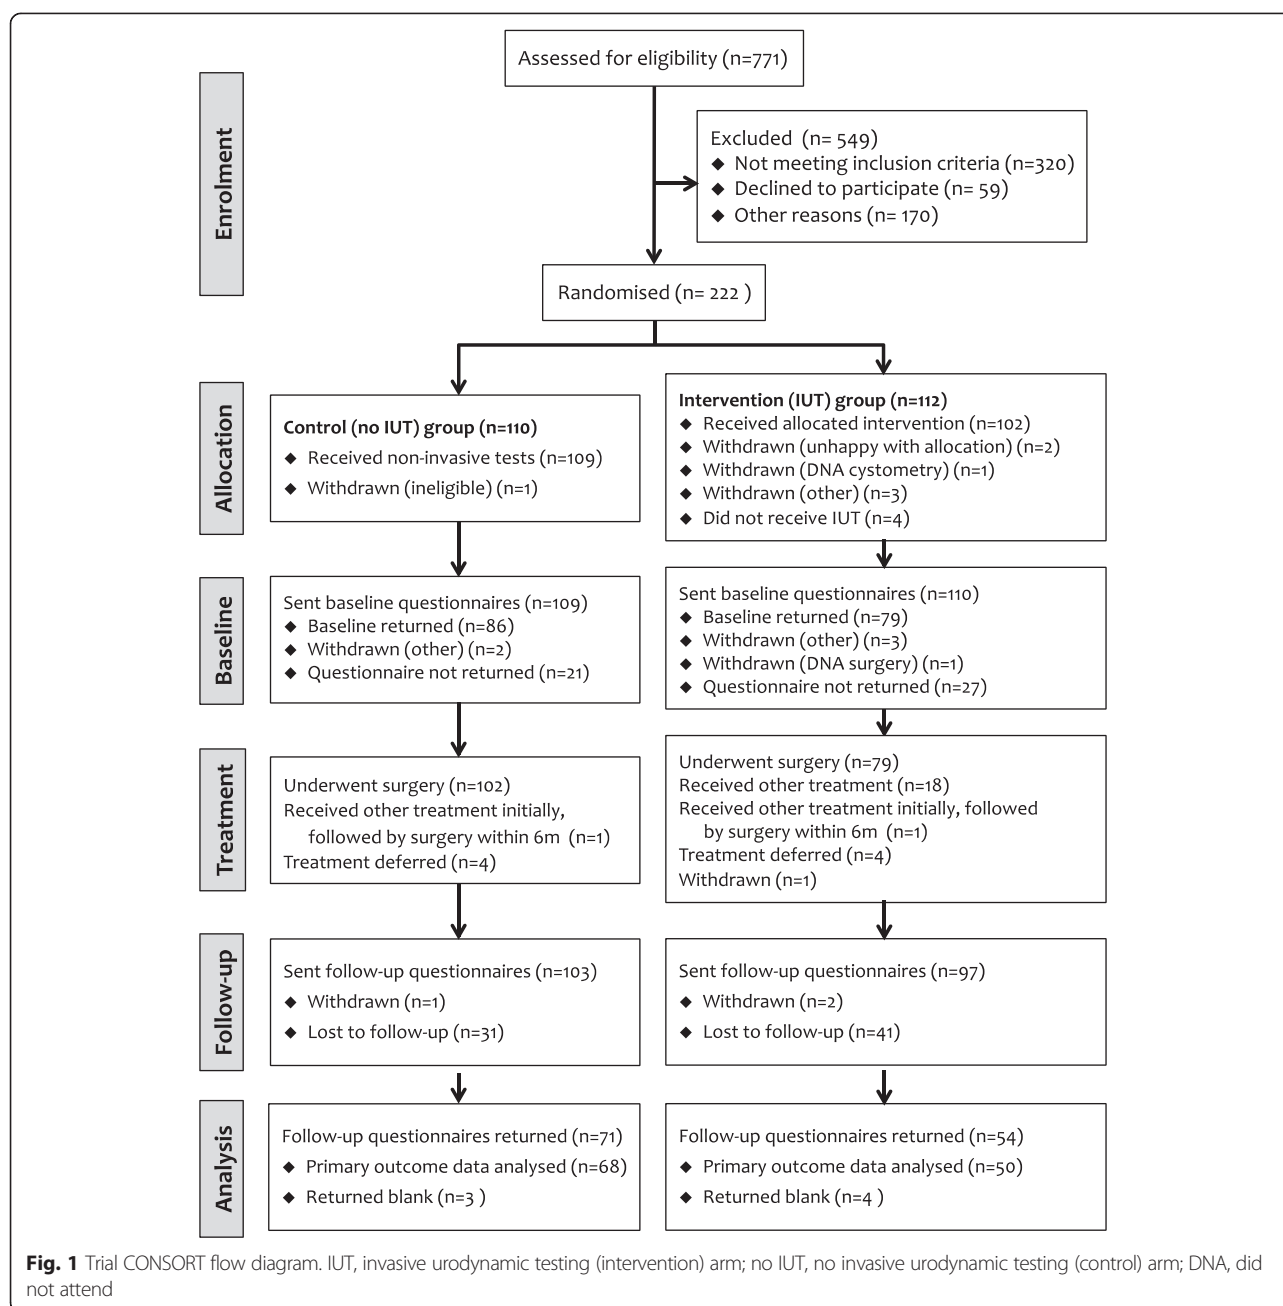 Assessed for eligibility (n=771)
Enrolment
Excluded (n= 549)
◆ Not meeting inclusion criteria (n=320)
◆ Declined to participate (n= 59)
◆ Other reasons (n= 170)
Randomised (n= 222 )
Allocation
Control (no IUT) group (n=110)
◆ Received non-invasive tests (n=109)
◆ Withdrawn (ineligible) (n=1)
Intervention (IUT) group (n=112)
◆ Received allocated intervention (n=102)
◆ Withdrawn (unhappy with allocation) (n=2)
◆ Withdrawn (DNA cystometry) (n=1)
◆ Withdrawn (other) (n=3)
◆ Did not receive IUT (n=4)
Baseline
Sent baseline questionnaires (n=109)
◆ Baseline returned (n=86)
◆ Withdrawn (other) (n=2)
◆ Questionnaire not returned (n=21)
Sent baseline questionnaires (n=110)
◆ Baseline returned (n=79)
◆ Withdrawn (other) (n=3)
◆ Withdrawn (DNA surgery) (n=1)
◆ Questionnaire not returned (n=27)
Treatment
Underwent surgery (n=102)
Received other treatment initially,
followed by surgery within 6m (n=1)
Treatment deferred (n=4)
Underwent surgery (n=79)
Received other treatment (n=18)
Received other treatment initially, followed
by surgery within 6m (n=1)
Treatment deferred (n=4)
Withdrawn (n=1)
Follow-up
Sent follow-up questionnaires (n=103)
◆ Withdrawn (n=1)
◆ Lost to follow-up (n=31)
Sent follow-up questionnaires (n=97)
◆ Withdrawn (n=2)
◆ Lost to follow-up (n=41)
Analysis
Follow-up questionnaires returned (n=71)
◆ Primary outcome data analysed (n=68)
◆ Returned blank (n=3 )
Follow-up questionnaires returned (n=54)
◆ Primary outcome data analysed (n=50)
◆ Returned blank (n=4 )
Fig. 1 Trial CONSORT flow diagram. IUT, invasive urodynamic testing (intervention) arm; no IUT, no invasive urodynamic testing (control) arm; DNA, did
not attend